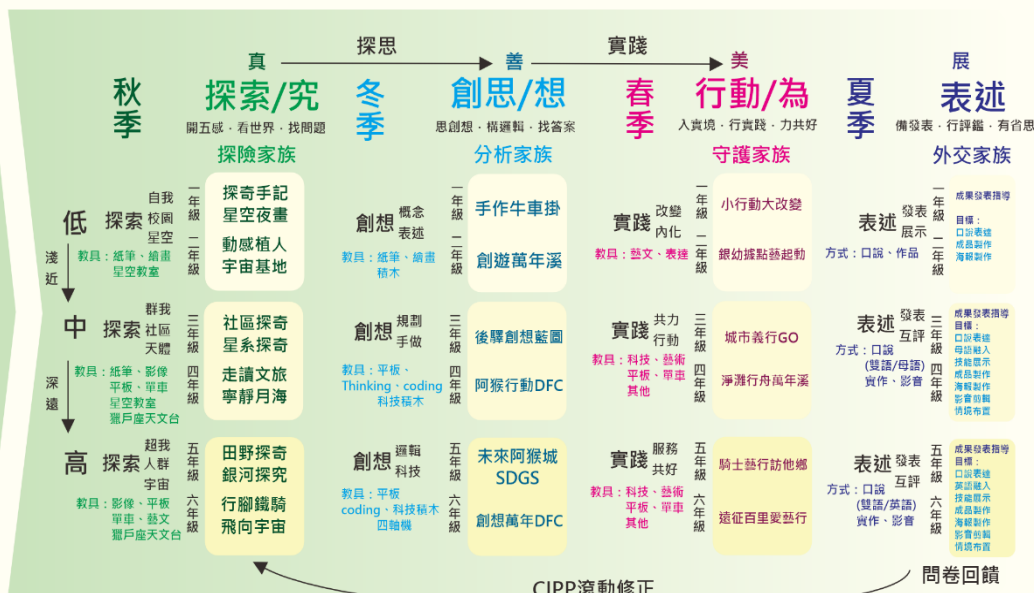 探思
實踐
真
善
美
展
秋季
探索/究
冬季
創思/想
春季
行動/為
夏季
表述
開五感．看世界．找問題
思創想．構邏輯．找答案
入實境．行實踐．力共好
備發表．行評鑑．有省思
探險家族
分析家族
守護家族
外交家族
低
探索
自我
校園
星空
教具：紙筆、繪畫
星空教室
一年級
二年級
探奇手記
星空夜畫
動感植人
宇宙基地
創想
概念
表述
教具：紙筆、繪畫
積木
一年級
二年級
手作牛車掛
創遊萬年溪
實踐
改變
內化
教具：藝文、表達
一年級
二年級
小行動大改變
銀幼據點藝起動
表述
發表
展示
方式：口說、作品
一年級
二年級
成果發表指導
目標：
口說表達
成品製作
海報製作
淺近
中
探索
群我
社區
天體
教具：紙筆、影像
平板、單車
星空教室
獵戶座天文台
三年級
四年級
社區探奇
星系探奇
走讀文旅
寧靜月海
創想
規劃
手做
教具：平板、
Thinking、coding
科技積木
三年級
四年級
後驛創想藍圖
阿猴行動DFC
實踐
共力
行動
教具：科技、藝術
平板、單車
其他
三年級
四年級
城市義行GO
淨灘行舟萬年溪
表述
發表
互評
方式：口說
(雙語/母語)
實作、影音
三年級
四年級
成果發表指導
目標：
口說表達
母語融入
技能展示
成品製作
海報製作
影音剪輯
情境布置
深遠
高
探索
超我
人群
宇宙
教具：影像、平板
單車、藝文
獵戶座天文台
五年級
六年級
田野探奇
銀河探究
行腳鐵騎
飛向宇宙
創想
邏輯
科技
教具：平板
coding、科技積木
四軸機
五年級
六年級
未來阿猴城
SDGS
創想萬年DFC
實踐
服務
共好
教具：科技、藝術
平板、單車
其他
五年級
六年級
騎士藝行訪他鄉
遠征百里愛藝行
表述
發表
互評
方式：口說
(雙語/英語)
實作、影音
五年級
六年級
成果發表指導
目標：
口說表達
英語融入
技能展示
成品製作
海報製作
影音剪輯
情境布置
問卷回饋
CIPP滾動修正